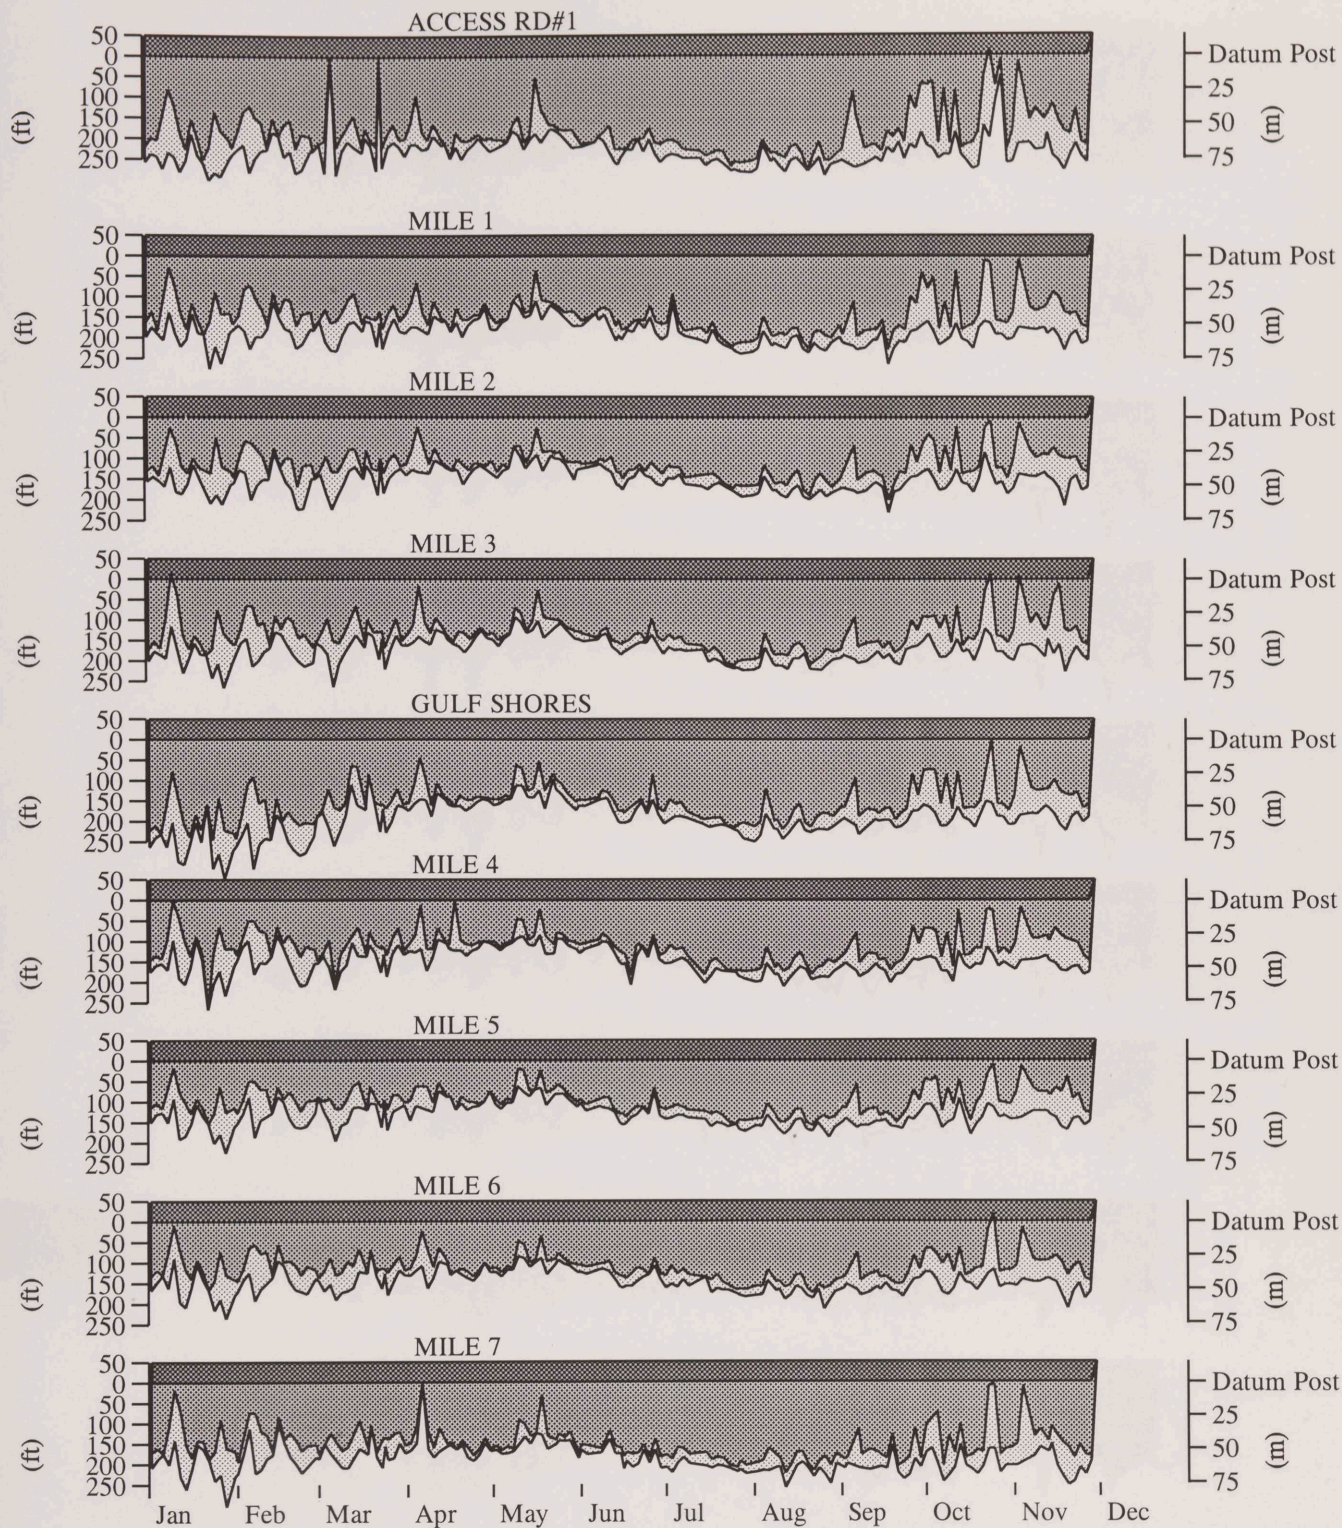 ACCESS RD#1
50
0
50
100
150
200
250
(ft)
Datum Post
25
50
75
(m)
MILE 1
50
0
50
100
150
200
250
(ft)
Datum Post
25
50
75
(m)
MILE 2
50
0
50
100
150
200
250
(ft)
Datum Post
25
50
75
(m)
MILE 3
50
0
50
100
150
200
250
(ft)
Datum Post
25
50
75
(m)
GULF SHORES
50
0
50
100
150
200
250
(ft)
Datum Post
25
50
75
(m)
MILE 4
50
0
50
100
150
200
250
(ft)
Datum Post
25
50
75
(m)
MILE 5
50
0
50
100
150
200
250
(ft)
Datum Post
25
50
75
(m)
MILE 6
50
0
50
100
150
200
250
(ft)
Datum Post
25
50
75
(m)
MILE 7
50
0
50
100
150
200
250
(ft)
Datum Post
25
50
75
(m)
Jan Feb Mar Apr May Jun Jul Aug Sep Oct Nov Dec